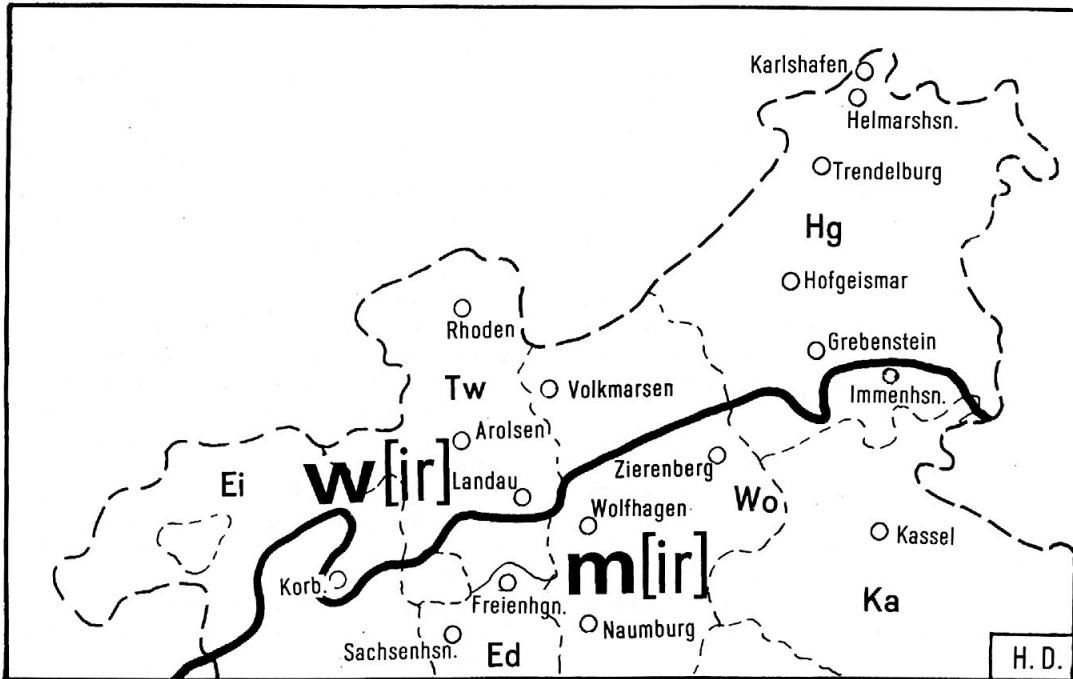 Karlshafen
Helmarshsn.
Trendelburg
Hg
Hofgeismar
Rhoden
Grebenstein
Tw
Volkmarsen
Immenhsn.
Arolsen
Ei
w[ir]
Landau
Zierenberg
Wo
Wolfhagen
Kassel
m[ir]
Korb.
Freienhgn.
Ka
Naumburg
Sachsenhsn.
Ed
H. D.